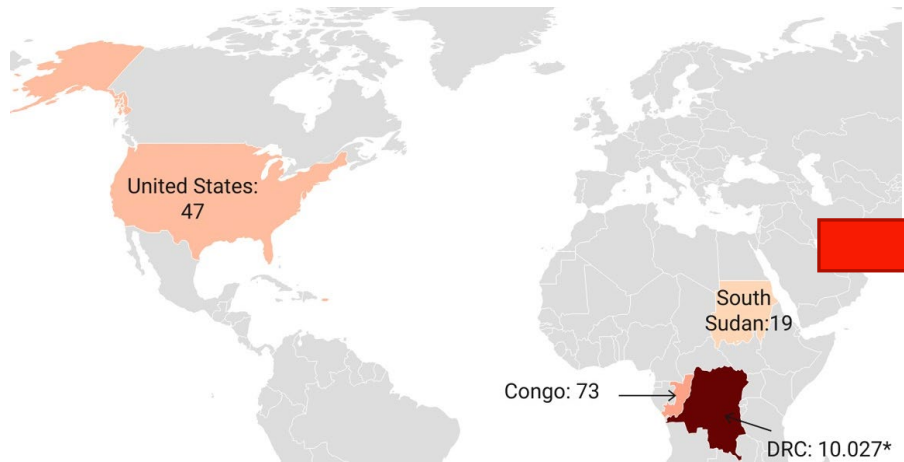 United States:
47
South
Sudan:19
Congo: 73
DRC: 10.027*